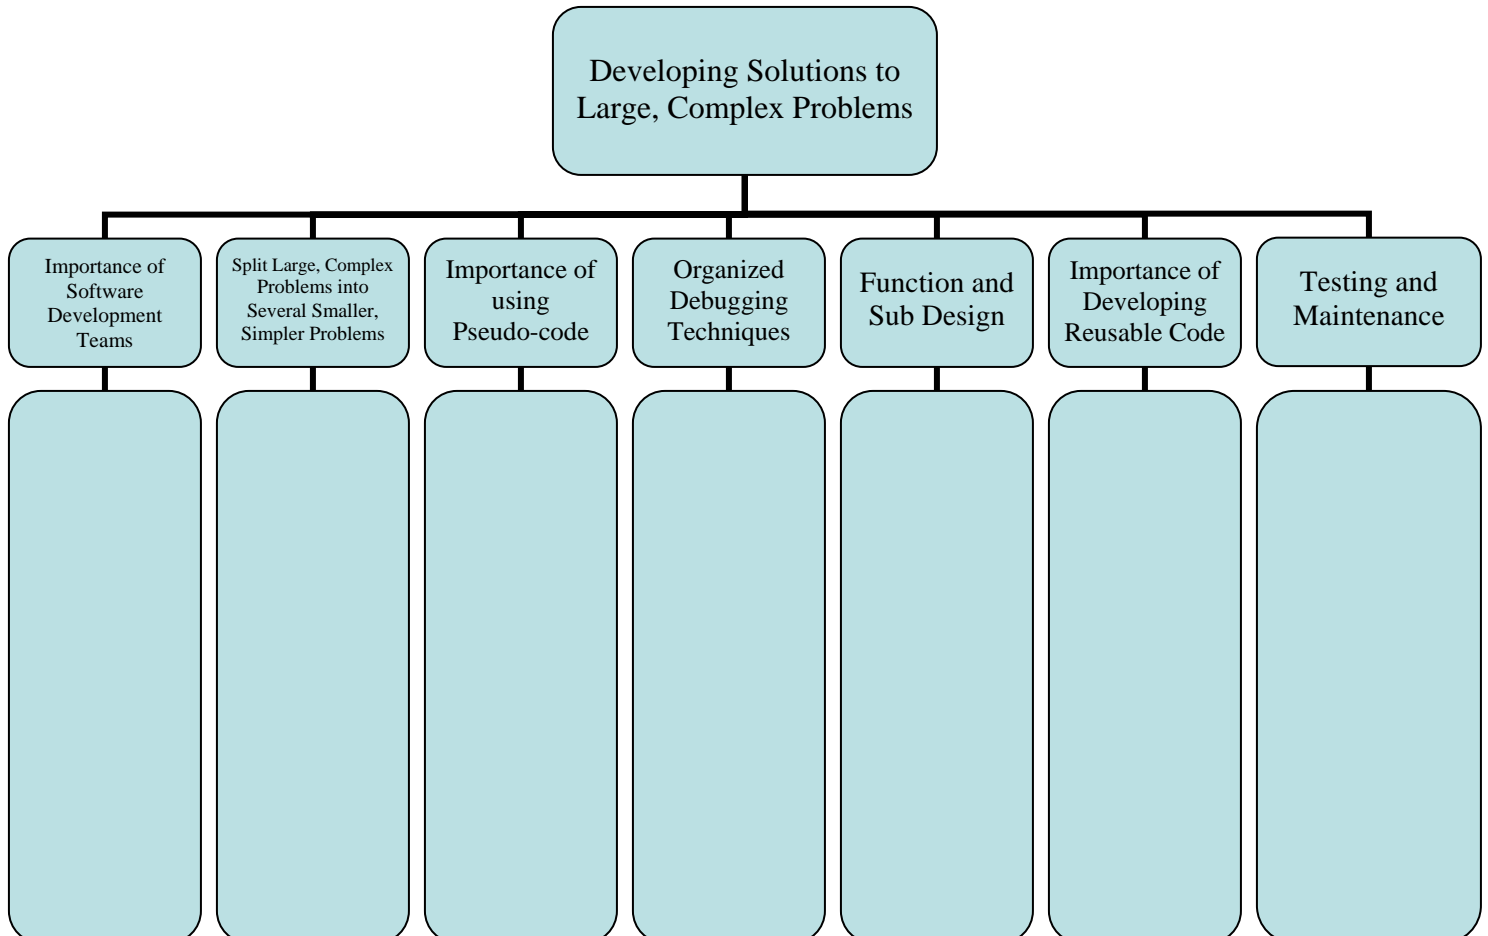 Developing Solutions to
Large, Complex Problems
Importance of
Software
Development
Teams
Split Large, Complex
Problems into
Several Smaller,
Simpler Problems
Importance of
using
Pseudo-code
Organized
Debugging
Techniques
Function and
Sub Design
Importance of
Developing
Reusable Code
Testing and
Maintenance